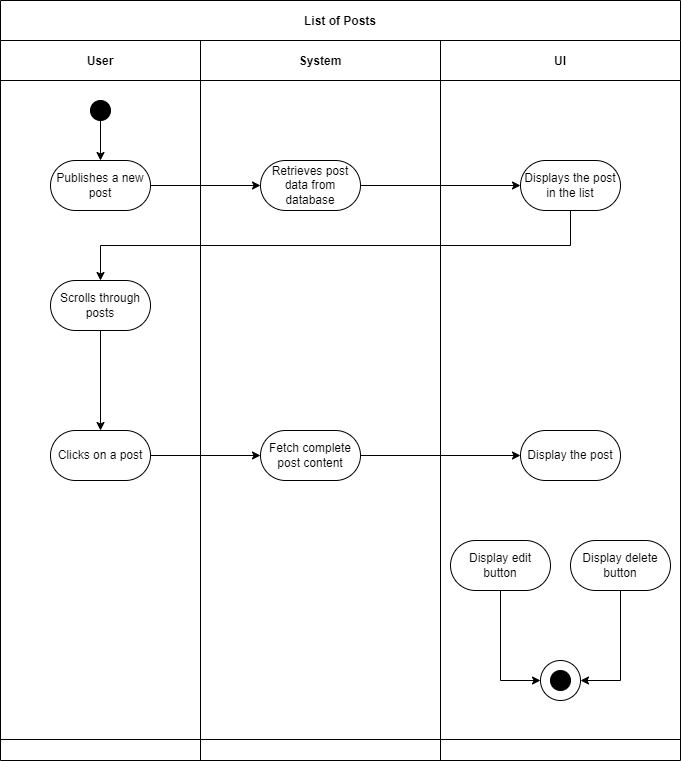 List of Posts
User
System
UI
Publishes a new
post
Retrieves post
data from
database
Displays the post
in the list
Scrolls through
posts
Clicks on a post
Fetch complete
post content
Display the post
Display edit
button
Display delete
button